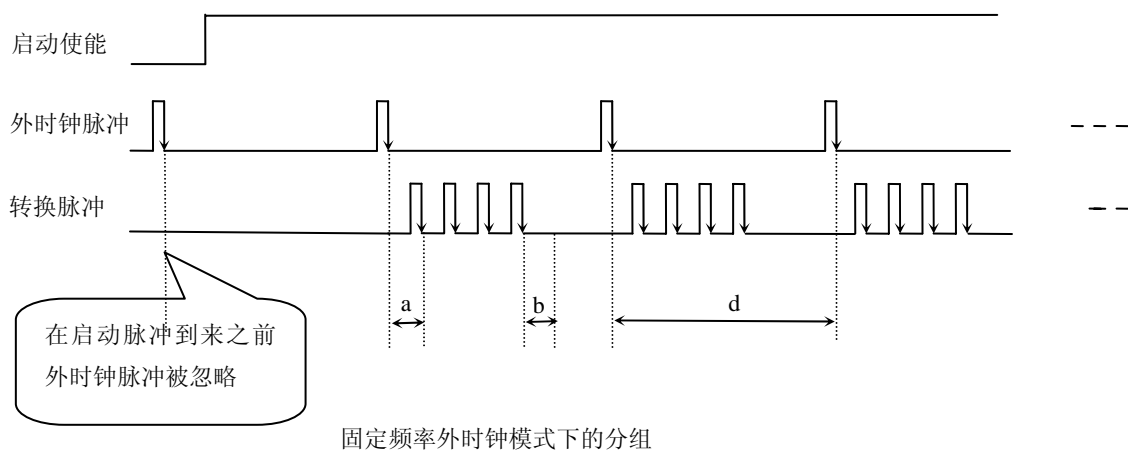 启动使能
外时钟脉冲
转换脉冲
a
b
d
在启动脉冲到来之前
外时钟脉冲被忽略
固定频率外时钟模式下的分组